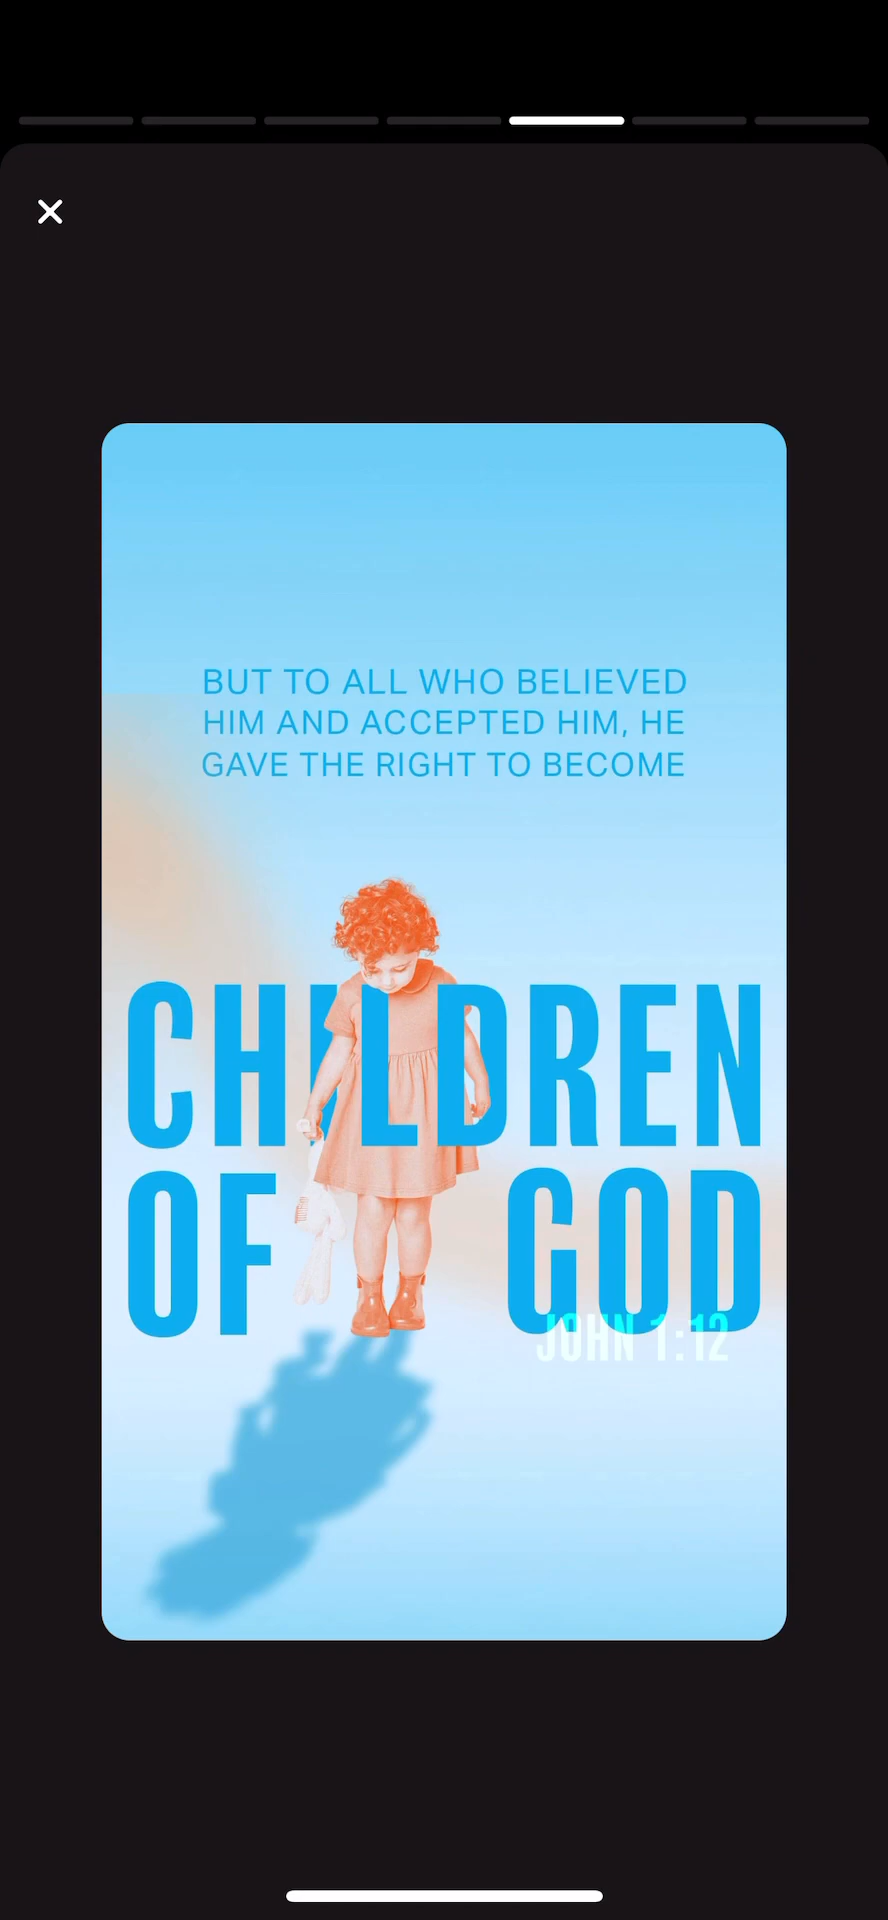 BUT TO ALL WHO BELIEVED
HIM AND ACCEPTED HIM, HE
GAVE THE RIGHT TO BECOME
CHILDREN
OF GOD
JOHN 1:12